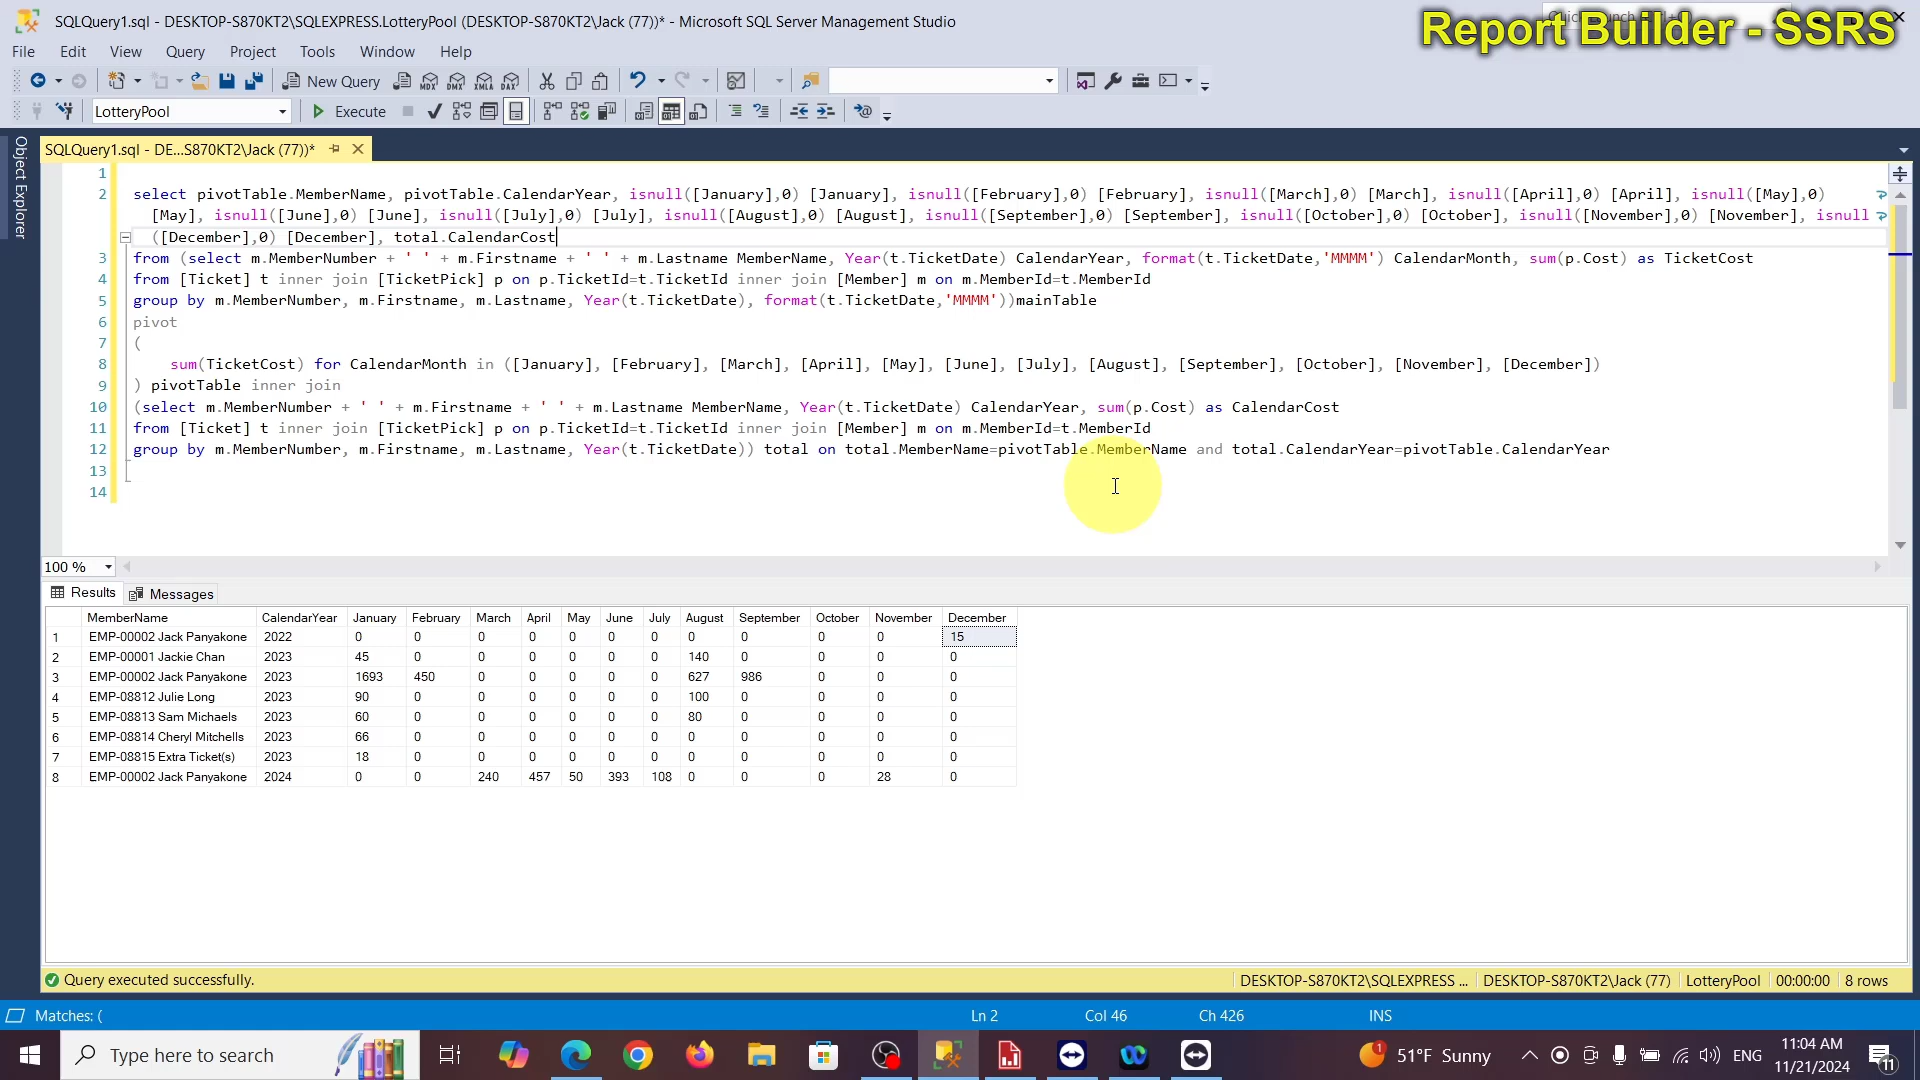 SQLQuery1.sql - DESKTOP-S870KT2\SQLEXPRESS.LotteryPool (DESKTOP-S870KT2\Jack (77))* - Microsoft SQL Server Management Studio
Report Builder - SSRS
File Edit View Query Project Tools Window Help
New Query MDX DMX XMLA DAX
LotteryPool Execute
Object Explorer
SQLQuery1.sql - DE...S870KT2\Jack (77))*
1
2 select pivotTable.MemberName, pivotTable.CalendarYear, isnull([January],0) [January], isnull([February],0) [February], isnull([March],0) [March], isnull([April],0) [April], isnull([May],0)
[May], isnull([June],0) [June], isnull([July],0) [July], isnull([August],0) [August], isnull([September],0) [September], isnull([October],0) [October], isnull([November],0) [November], isnull
([December],0) [December], total.CalendarCost
3 from (select m.MemberNumber + ' ' + m.Firstname + ' ' + m.Lastname MemberName, Year(t.TicketDate) CalendarYear, format(t.TicketDate,'MMMM') CalendarMonth, sum(p.Cost) as TicketCost
4 from [Ticket] t inner join [TicketPick] p on p.TicketId=t.TicketId inner join [Member] m on m.MemberId=t.MemberId
5 group by m.MemberNumber, m.Firstname, m.Lastname, Year(t.TicketDate), format(t.TicketDate,'MMMM'))mainTable
6 pivot
7 (
8 sum(TicketCost) for CalendarMonth in ([January], [February], [March], [April], [May], [June], [July], [August], [September], [October], [November], [December])
9 ) pivotTable inner join
10 (select m.MemberNumber + ' ' + m.Firstname + ' ' + m.Lastname MemberName, Year(t.TicketDate) CalendarYear, sum(p.Cost) as CalendarCost
11 from [Ticket] t inner join [TicketPick] p on p.TicketId=t.TicketId inner join [Member] m on m.MemberId=t.MemberId
12 group by m.MemberNumber, m.Firstname, m.Lastname, Year(t.TicketDate)) total on total.MemberName=pivotTable.MemberName and total.CalendarYear=pivotTable.CalendarYear
13
14
100 %
Results Messages
MemberName CalendarYear January February March April May June July August September October November December
1 EMP-00002 Jack Panyakone 2022 0 0 0 0 0 0 0 0 0 0 0 15
2 EMP-00001 Jackie Chan 2023 45 0 0 0 0 0 0 140 0 0 0 0
3 EMP-00002 Jack Panyakone 2023 1693 450 0 0 0 0 0 627 986 0 0 0
4 EMP-08812 Julie Long 2023 90 0 0 0 0 0 0 100 0 0 0 0
5 EMP-08813 Sam Michaels 2023 60 0 0 0 0 0 0 80 0 0 0 0
6 EMP-08814 Cheryl Mitchells 2023 66 0 0 0 0 0 0 0 0 0 0 0
7 EMP-08815 Extra Ticket(s) 2023 18 0 0 0 0 0 0 0 0 0 0 0
8 EMP-00002 Jack Panyakone 2024 0 0 240 457 50 393 108 0 0 0 28 0
Query executed successfully. DESKTOP-S870KT2\SQLEXPRESS ... DESKTOP-S870KT2\Jack (77) LotteryPool 00:00:00 8 rows
Matches: ( Ln 2 Col 46 Ch 426 INS
Type here to search 1 51°F Sunny ENG 11:04 AM
11/21/2024 11